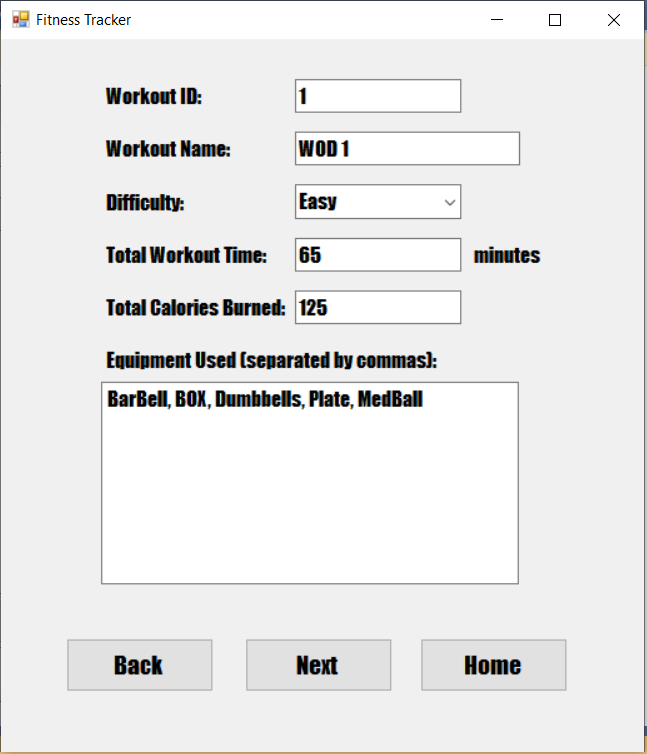 Fitness Tracker
Workout ID: 1
Workout Name: WOD 1
Difficulty: Easy
Total Workout Time: 65 minutes
Total Calories Burned: 125
Equipment Used (separated by commas):
BarBell, BOX, Dumbbells, Plate, MedBall
Back Next Home